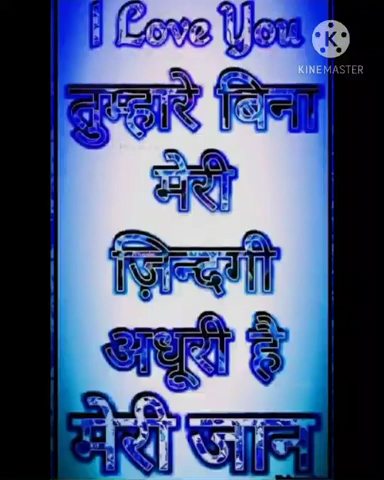 I Love You
KINEMASTER
तुम्हारे बिना
मेरी
ज़िन्दगी
अधूरी है
मेरी जान